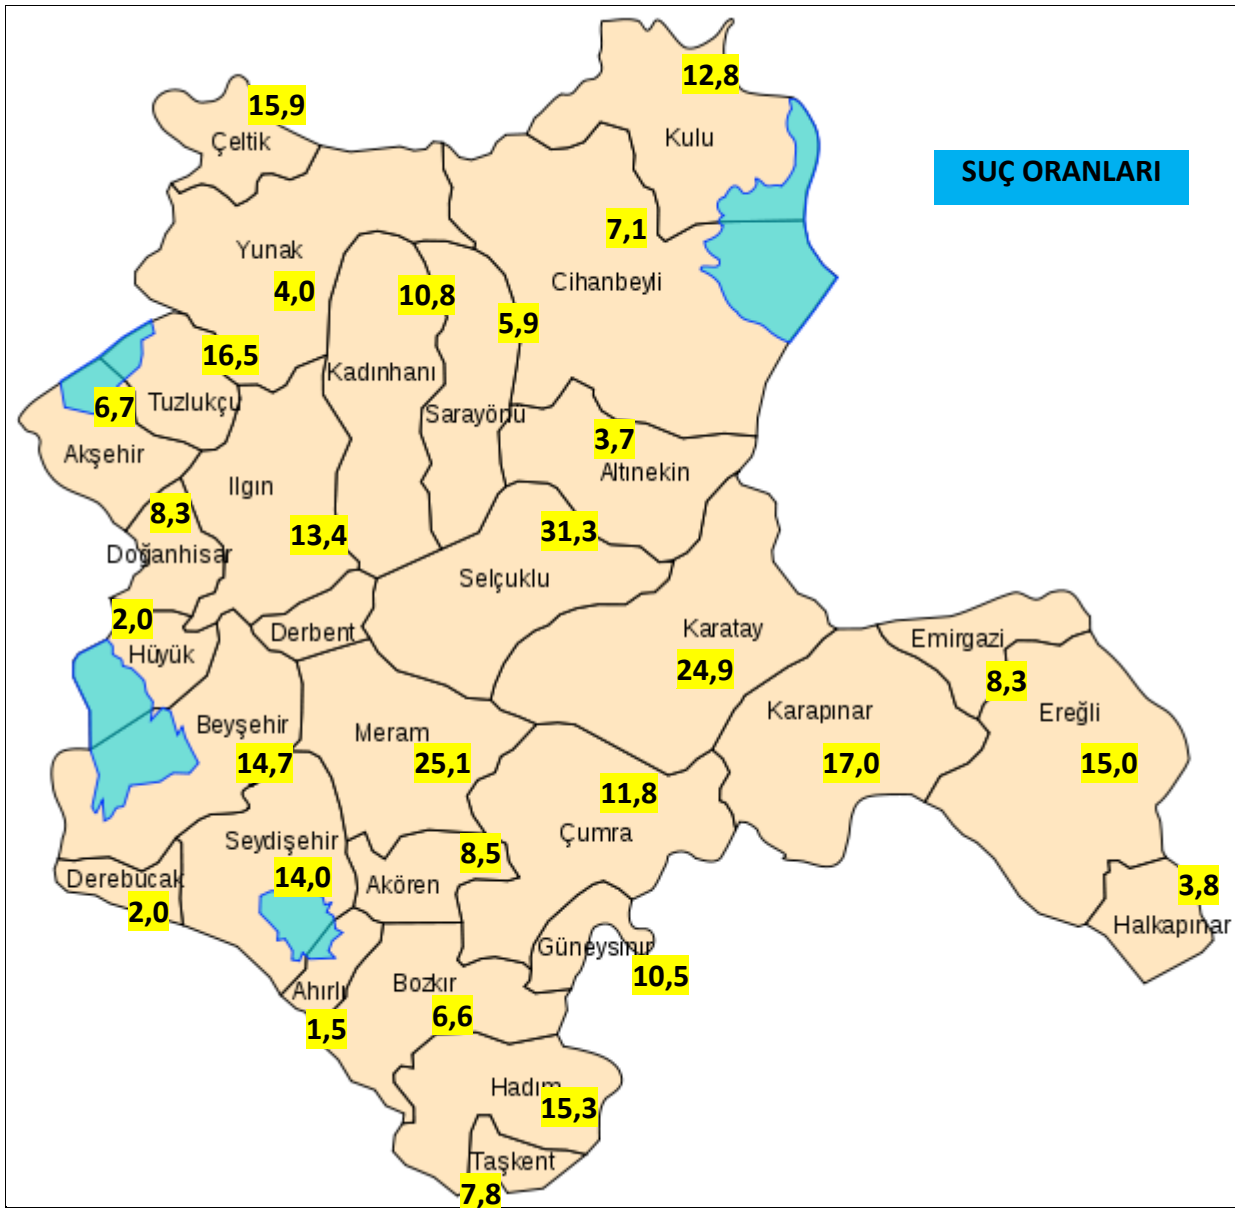 12,8
15,9
Çeltik
Kulu
SUÇ ORANLARI
7,1
Yunak
Cihanbeyli
4,0
10,8
5,9
16,5
Kadınhanı
6,7
Tuzlukçu
Sarayönü
3,7
Akşehir
Altınekin
Ilgın
8,3
13,4
31,3
Doğanhisar
Selçuklu
2,0
Derbent
Karatay
Emirgazi
Hüyük
24,9
8,3
Karapınar
Ereğli
Beyşehir
Meram
14,7
25,1
17,0
15,0
11,8
Seydişehir
Çumra
8,5
Derebucak
14,0
Akören
3,8
2,0
Halkapınar
Güneysınır
10,5
Ahırlı
Bozkır
6,6
1,5
Hadım
15,3
Taşkent
7,8